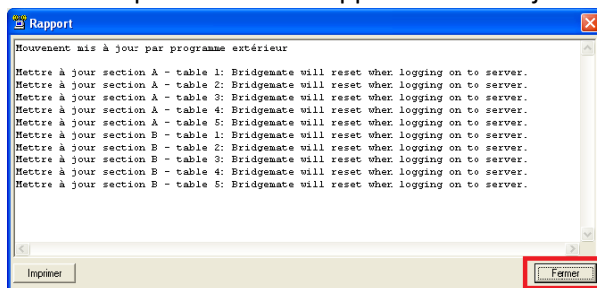 Rapport
Mouvenent mis à jour par programme extérieur
Mettre à jour section A - table 1: Bridgemate will reset when logging on to server.
Mettre à jour section A - table 2: Bridgemate will reset when logging on to server.
Mettre à jour section A - table 3: Bridgemate will reset when logging on to server.
Mettre à jour section A - table 4: Bridgemate will reset when logging on to server.
Mettre à jour section A - table 5: Bridgemate will reset when logging on to server.
Mettre à jour section B - table 1: Bridgemate will reset when logging on to server.
Mettre à jour section B - table 2: Bridgemate will reset when logging on to server.
Mettre à jour section B - table 3: Bridgemate will reset when logging on to server.
Mettre à jour section B - table 4: Bridgemate will reset when logging on to server.
Mettre à jour section B - table 5: Bridgemate will reset when logging on to server.
Imprimer Fermer